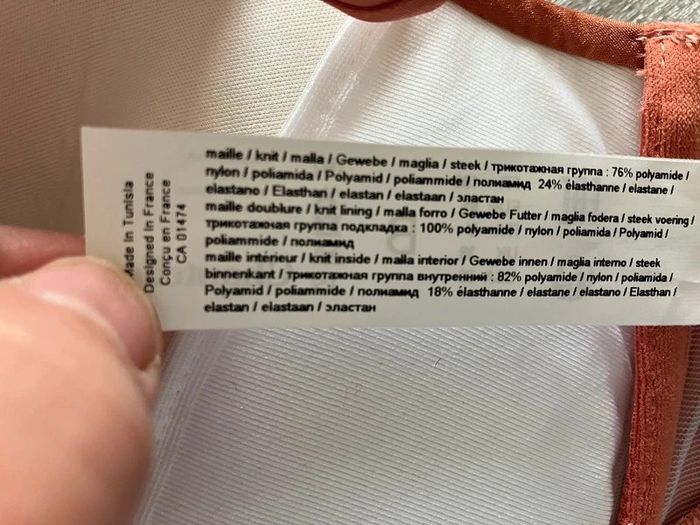 maille / knit / malla / Gewebe / maglia / steek / трикотажная группа : 76% polyamide /
nylon / poliamida / Polyamid / poliammide / полиамид 24% élasthanne / elastane /
elastano / Elasthan / elastan / elastaan / эластан
maille doublure / knit lining / malla forro / Gewebe Futter / maglia fodera / steek voering /
трикотажная группа подкладка : 100% polyamide / nylon / poliamida / Polyamid /
poliammide / полиамид
maille intérieur / knit inside / malla interior / Gewebe innen / maglia interno / steek
binnenkant / трикотажная группа внутренний : 82% polyamide / nylon / poliamida /
Polyamid / poliammide / полиамид 18% élasthanne / elastane / elastano / Elasthan /
elastan / elastaan / эластан
Made In Tunisia
Designed In France
Conçu en France
CA 01474